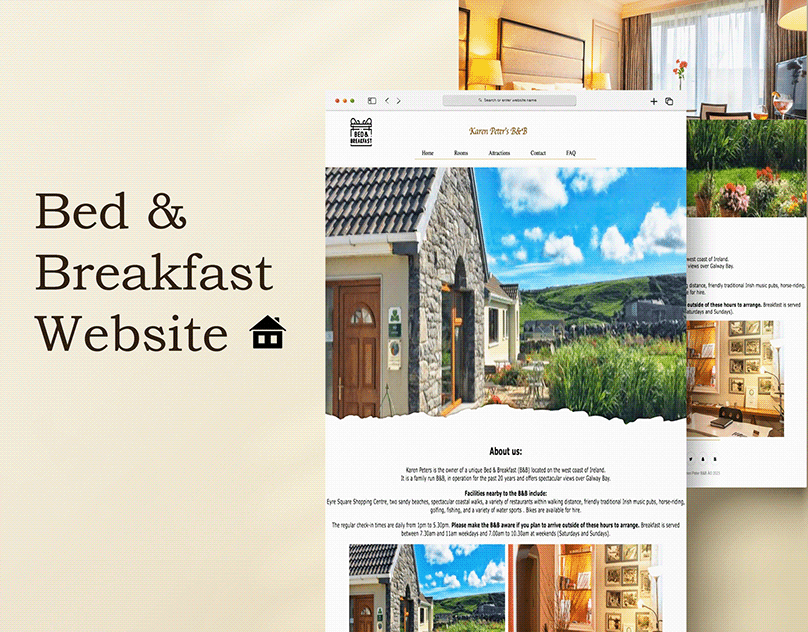 Bed &
Breakfast
Website
Search or enter website name
BED &
BREAKFAST
Karen Peter's B&B
Home Rooms Attractions Contact FAQ
About us:
Karen Peters is the owner of a unique Bed & Breakfast (B&B) located on the west coast of Ireland.
It is a family run B&B, in operation for the past 20 years and offers spectacular views over Galway Bay.
Facilities nearby to the B&B include:
Eyre Square Shopping Centre, two sandy beaches, spectacular coastal walks, a variety of restaurants within walking distance, friendly traditional Irish music pubs, horse-riding,
golfing, fishing, and a variety of water sports . Bikes are available for hire.
The regular check-in times are daily from 1pm to 5.30pm. Please make the B&B aware if you plan to arrive outside of these hours to arrange. Breakfast is served
between 7.30am and 11am weekdays and 7.00am to 10.30am at weekends (Saturdays and Sundays).
west coast of Ireland.
views over Galway Bay.
distance, friendly traditional Irish music pubs, horse-riding,
for hire.
outside of these hours to arrange. Breakfast is served
(Saturdays and Sundays).